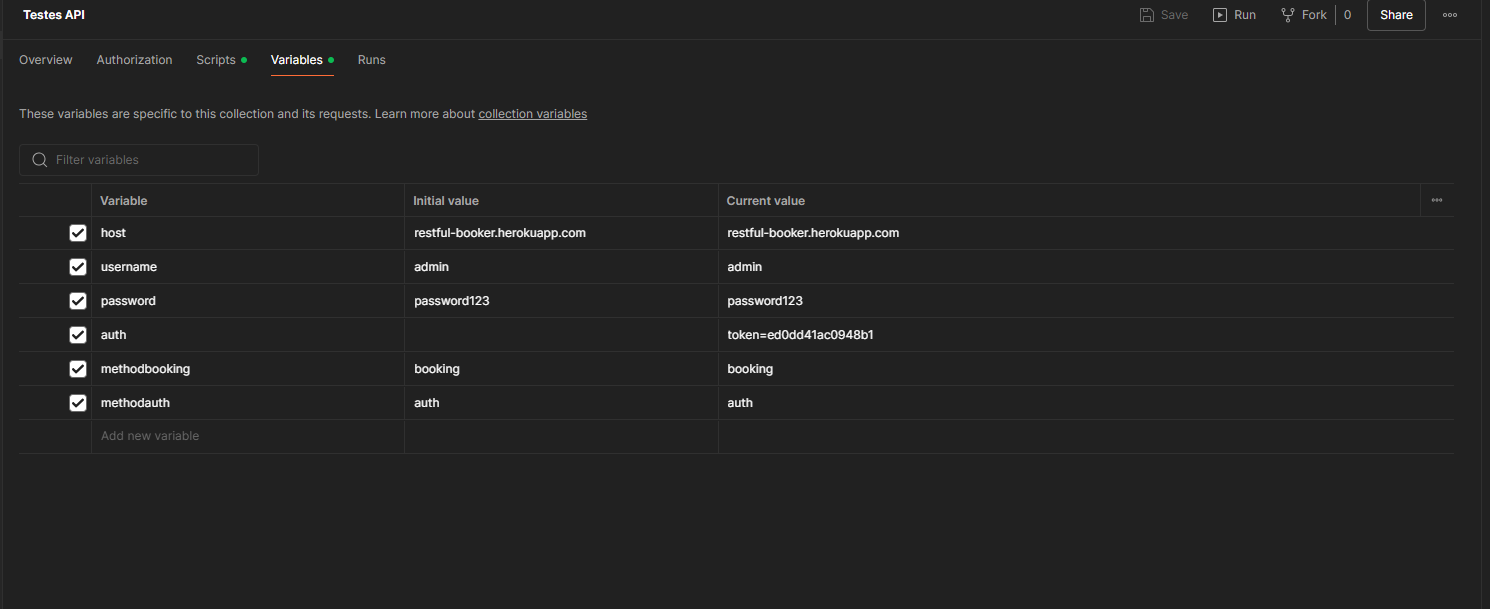 Testes API Save Run Fork 0 Share
Overview Authorization Scripts Variables Runs
These variables are specific to this collection and its requests. Learn more about collection variables
Filter variables
Variable Initial value Current value
host restful-booker.herokuapp.com restful-booker.herokuapp.com
username admin admin
password password123 password123
auth token=ed0dd41ac0948b1
methodbooking booking booking
methodauth auth auth
Add new variable